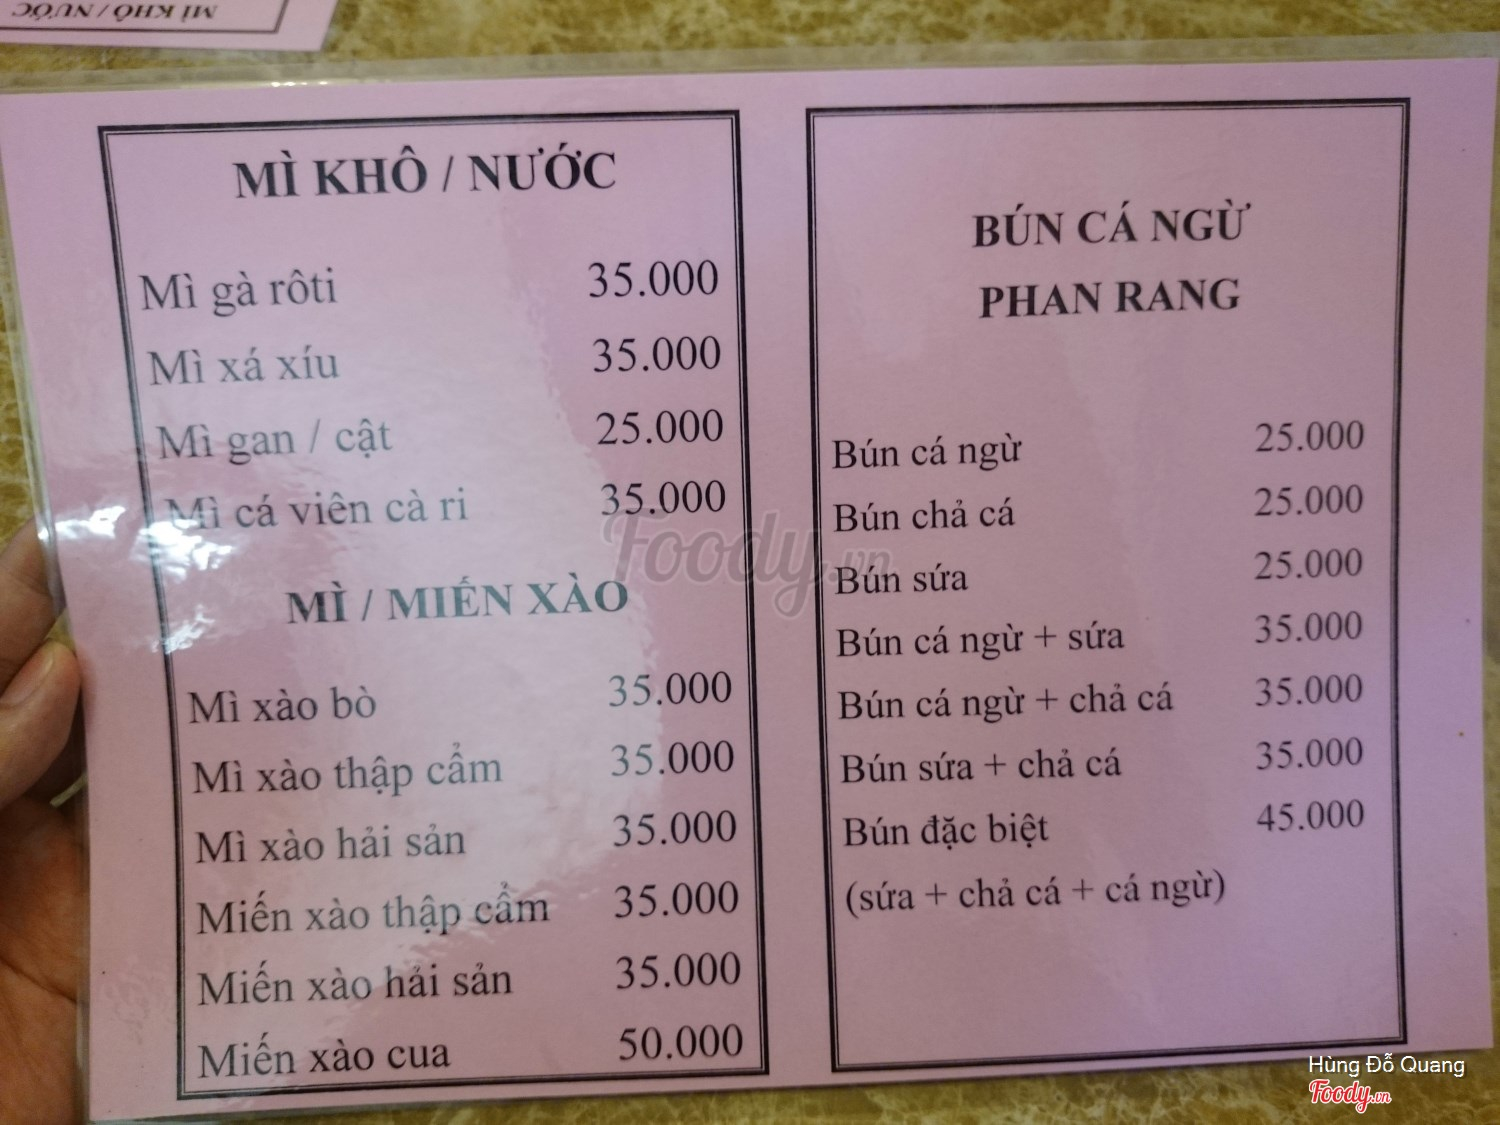 MÌ KHÔ / NƯỚC
MÌ KHÔ / NƯỚC
Mì gà rôti 35.000
Mì xá xíu 35.000
Mì gan / cật 25.000
Mì cá viên cà ri 35.000
MÌ / MIẾN XÀO
Mì xào bò 35.000
Mì xào thập cẩm 35.000
Mì xào hải sản 35.000
Miến xào thập cẩm 35.000
Miến xào hải sản 35.000
Miến xào cua 50.000
BÚN CÁ NGỪ
PHAN RANG
Bún cá ngừ 25.000
Bún chả cá 25.000
Bún sứa 25.000
Bún cá ngừ + sứa 35.000
Bún cá ngừ + chả cá 35.000
Bún sứa + chả cá 35.000
Bún đặc biệt 45.000
(sứa + chả cá + cá ngừ)
Foody.vn
Hùng Đỗ Quang
Foody.vn